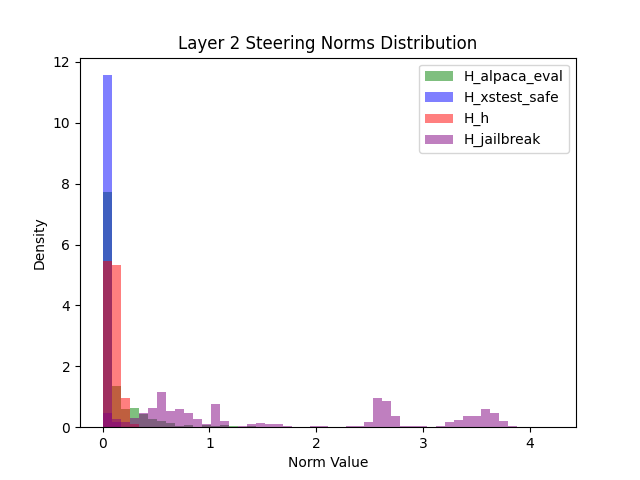 Layer 2 Steering Norms Distribution
H_alpaca_eval
H_xstest_safe
H_h
H_jailbreak
12
10
8
6
4
2
0
Density
0 1 2 3 4
Norm Value